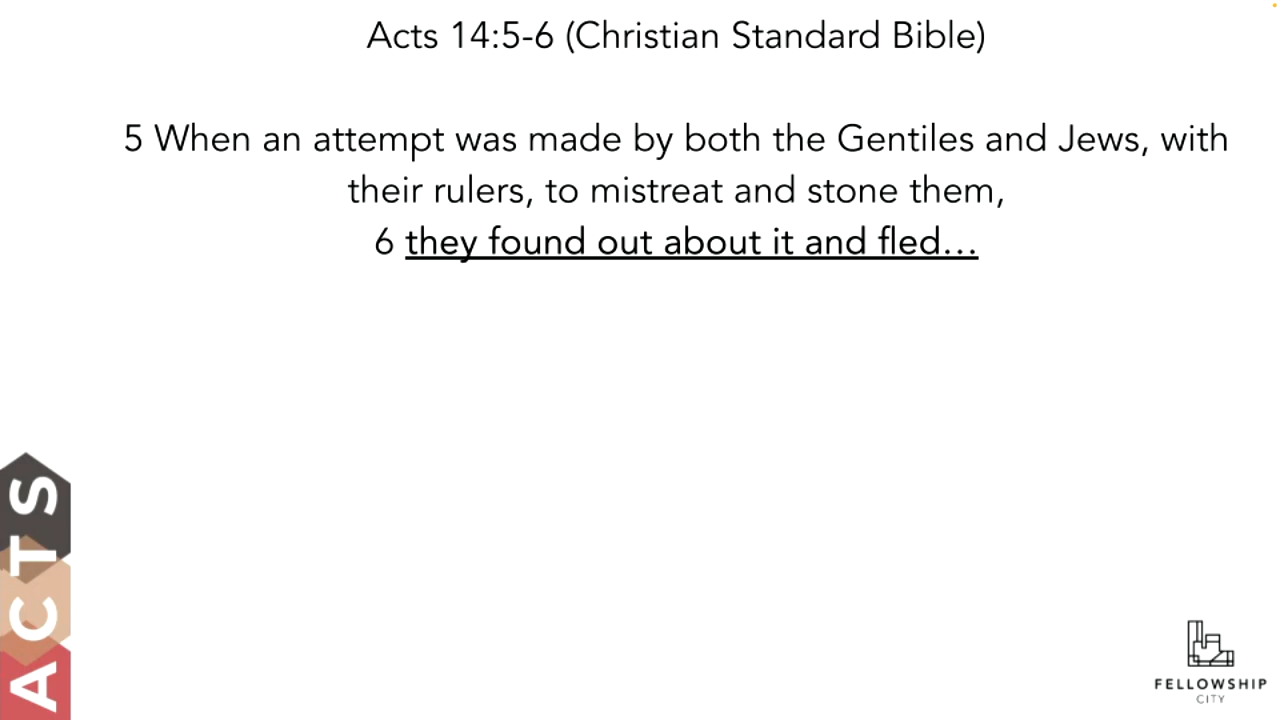 Acts 14:5-6 (Christian Standard Bible)
5 When an attempt was made by both the Gentiles and Jews, with
their rulers, to mistreat and stone them,
6 they found out about it and fled…
ACTS
FELLOWSHIP
CITY